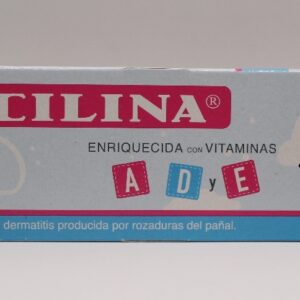 CILINA®
ENRIQUECIDA CON VITAMINAS
A D y E
dermatitis producida por rozaduras del pañal.